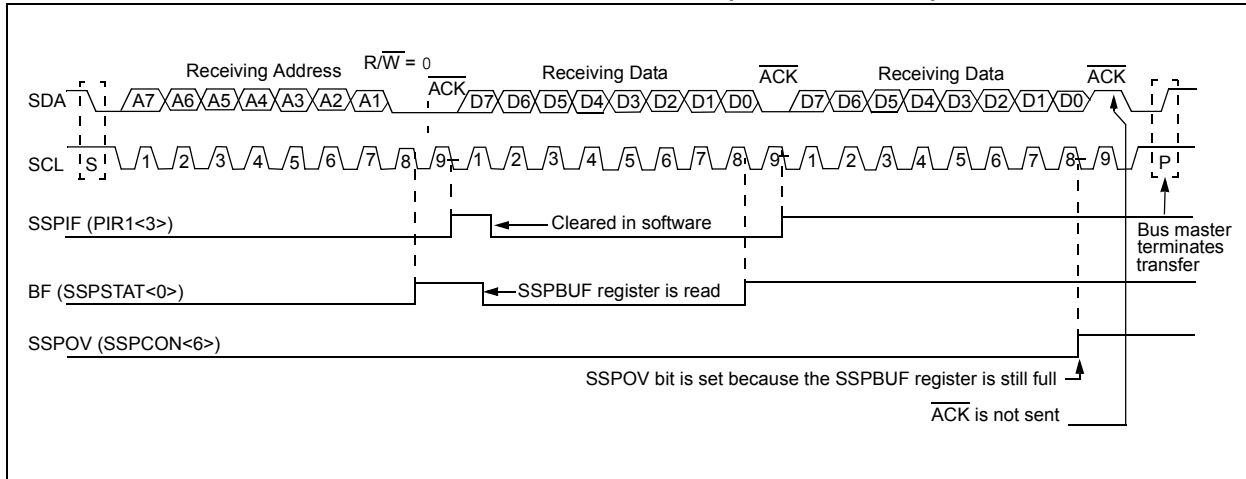 R/W = 0
Receiving Address
ACK
Receiving Data
ACK
Receiving Data
ACK
SDA
A7 A6 A5 A4 A3 A2 A1
D7 D6 D5 D4 D3 D2 D1 D0
D7 D6 D5 D4 D3 D2 D1 D0
SCL
S
1 2 3 4 5 6 7 8 9
1 2 3 4 5 6 7 8 9
1 2 3 4 5 6 7 8 9
P
SSPIF (PIR1<3>)
Cleared in software
Bus master
terminates
transfer
BF (SSPSTAT<0>)
SSPBUF register is read
SSPOV (SSPCON<6>)
SSPOV bit is set because the SSPBUF register is still full
ACK is not sent